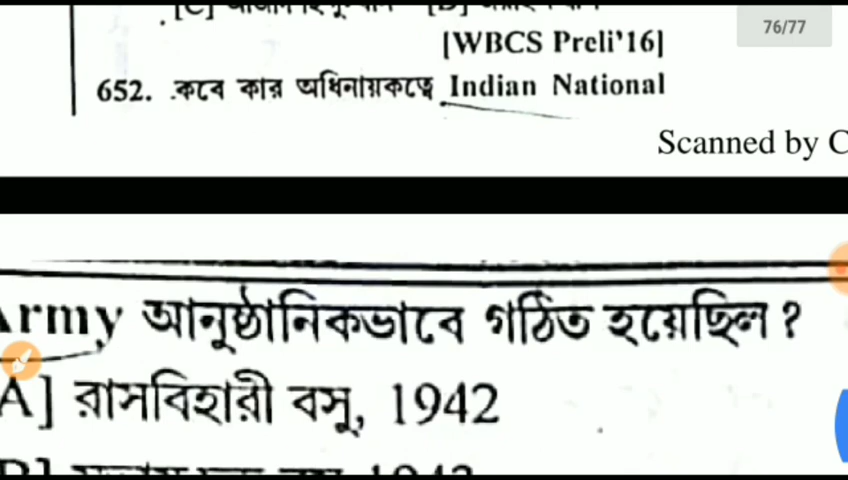 [C] [D]
76/77
[WBCS Preli'16]
652. কবে কার অধিনায়কত্বে Indian National
Scanned by C
Army আনুষ্ঠানিকভাবে গঠিত হয়েছিল?
A] রাসবিহারী বসু, 1942